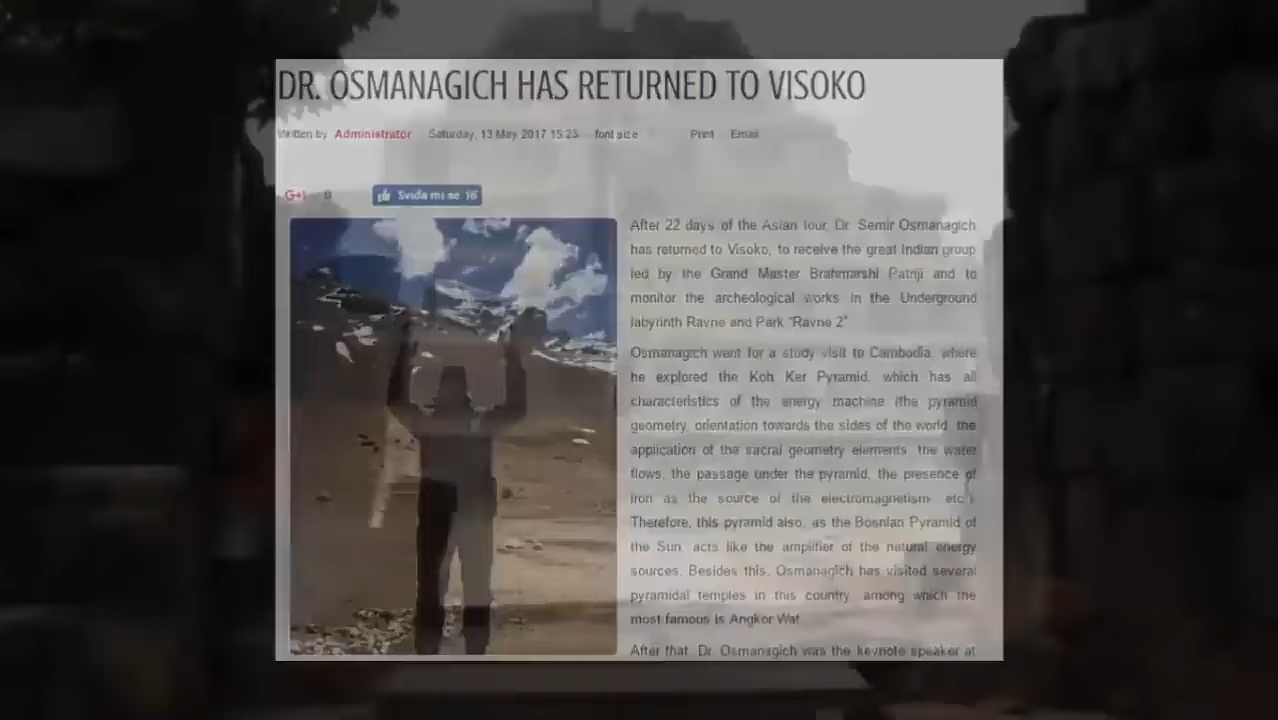 DR. OSMANAGICH HAS RETURNED TO VISOKO
Written by Administrator Saturday, 13 May 2017 15:23 font size Print Email
G+1 0 Sviđa mi se 16
After 22 days of the Asian tour, Dr. Semir Osmanagich
has returned to Visoko, to receive the great Indian group
led by the Grand Master Brahmarshi Patriji and to
monitor the archeological works in the Underground
labyrinth Ravne and Park "Ravne 2"
Osmanagich went for a study visit to Cambodia, where
he explored the Koh Ker Pyramid, which has all
characteristics of the energy machine (the pyramid
geometry, orientation towards the sides of the world, the
application of the sacral geometry elements, the water
flows, the passage under the pyramid, the presence of
iron as the source of the electromagnetism, etc.).
Therefore, this pyramid also, as the Bosnian Pyramid of
the Sun, acts like the amplifier of the natural energy
sources. Besides this, Osmanagich has visited several
pyramidal temples in this country, among which the
most famous is Angkor Wat.
After that, Dr. Osmanagich was the keynote speaker at